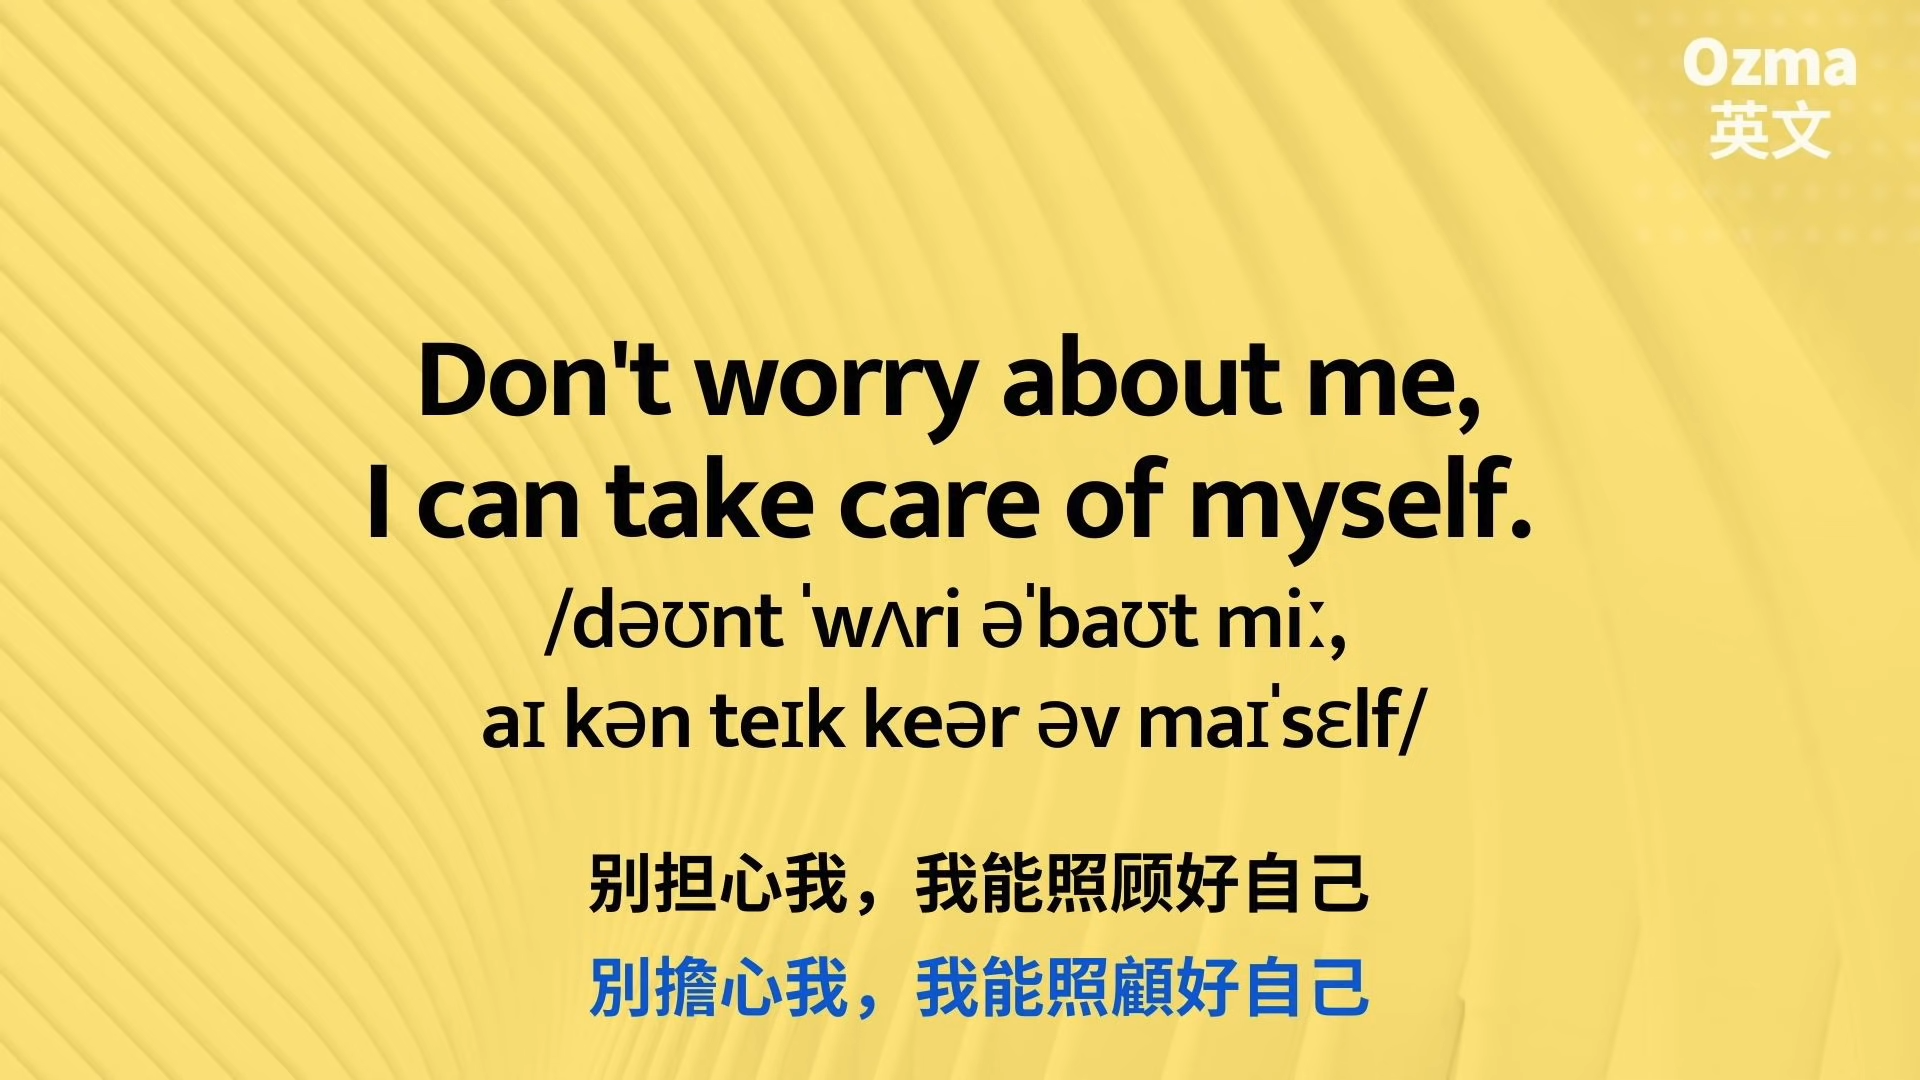 Ozma
英文
Don't worry about me,
I can take care of myself.
/dəʊnt ˈwʌri əˈbaʊt miː,
aɪ kən teɪk keər əv maɪˈsɛlf/
别担心我，我能照顾好自己
別擔心我，我能照顧好自己